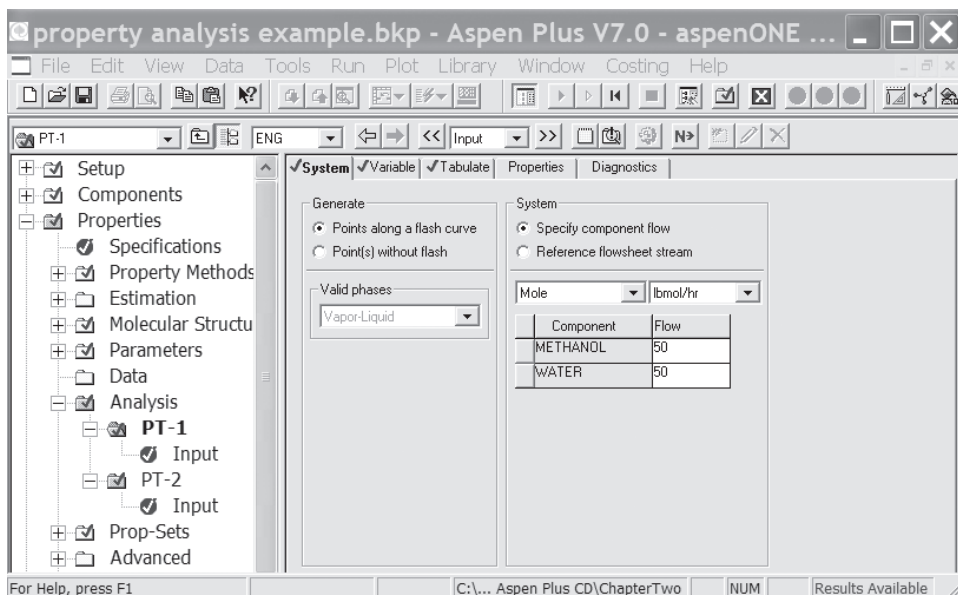 property analysis example.bkp - Aspen Plus V7.0 - aspenONE ...
File Edit View Data Tools Run Plot Library Window Costing Help
PT-1 ENG << Input >> N>
Setup
Components
Properties
Specifications
Property Methods
Estimation
Molecular Structu
Parameters
Data
Analysis
PT-1
Input
PT-2
Input
Prop-Sets
Advanced
System Variable Tabulate Properties Diagnostics
Generate
Points along a flash curve
Point(s) without flash
Valid phases
Vapor-Liquid
System
Specify component flow
Reference flowsheet stream
Mole lbmol/hr
Component Flow
METHANOL 50
WATER 50
For Help, press F1 C:\... Aspen Plus CD\ChapterTwo NUM Results Available